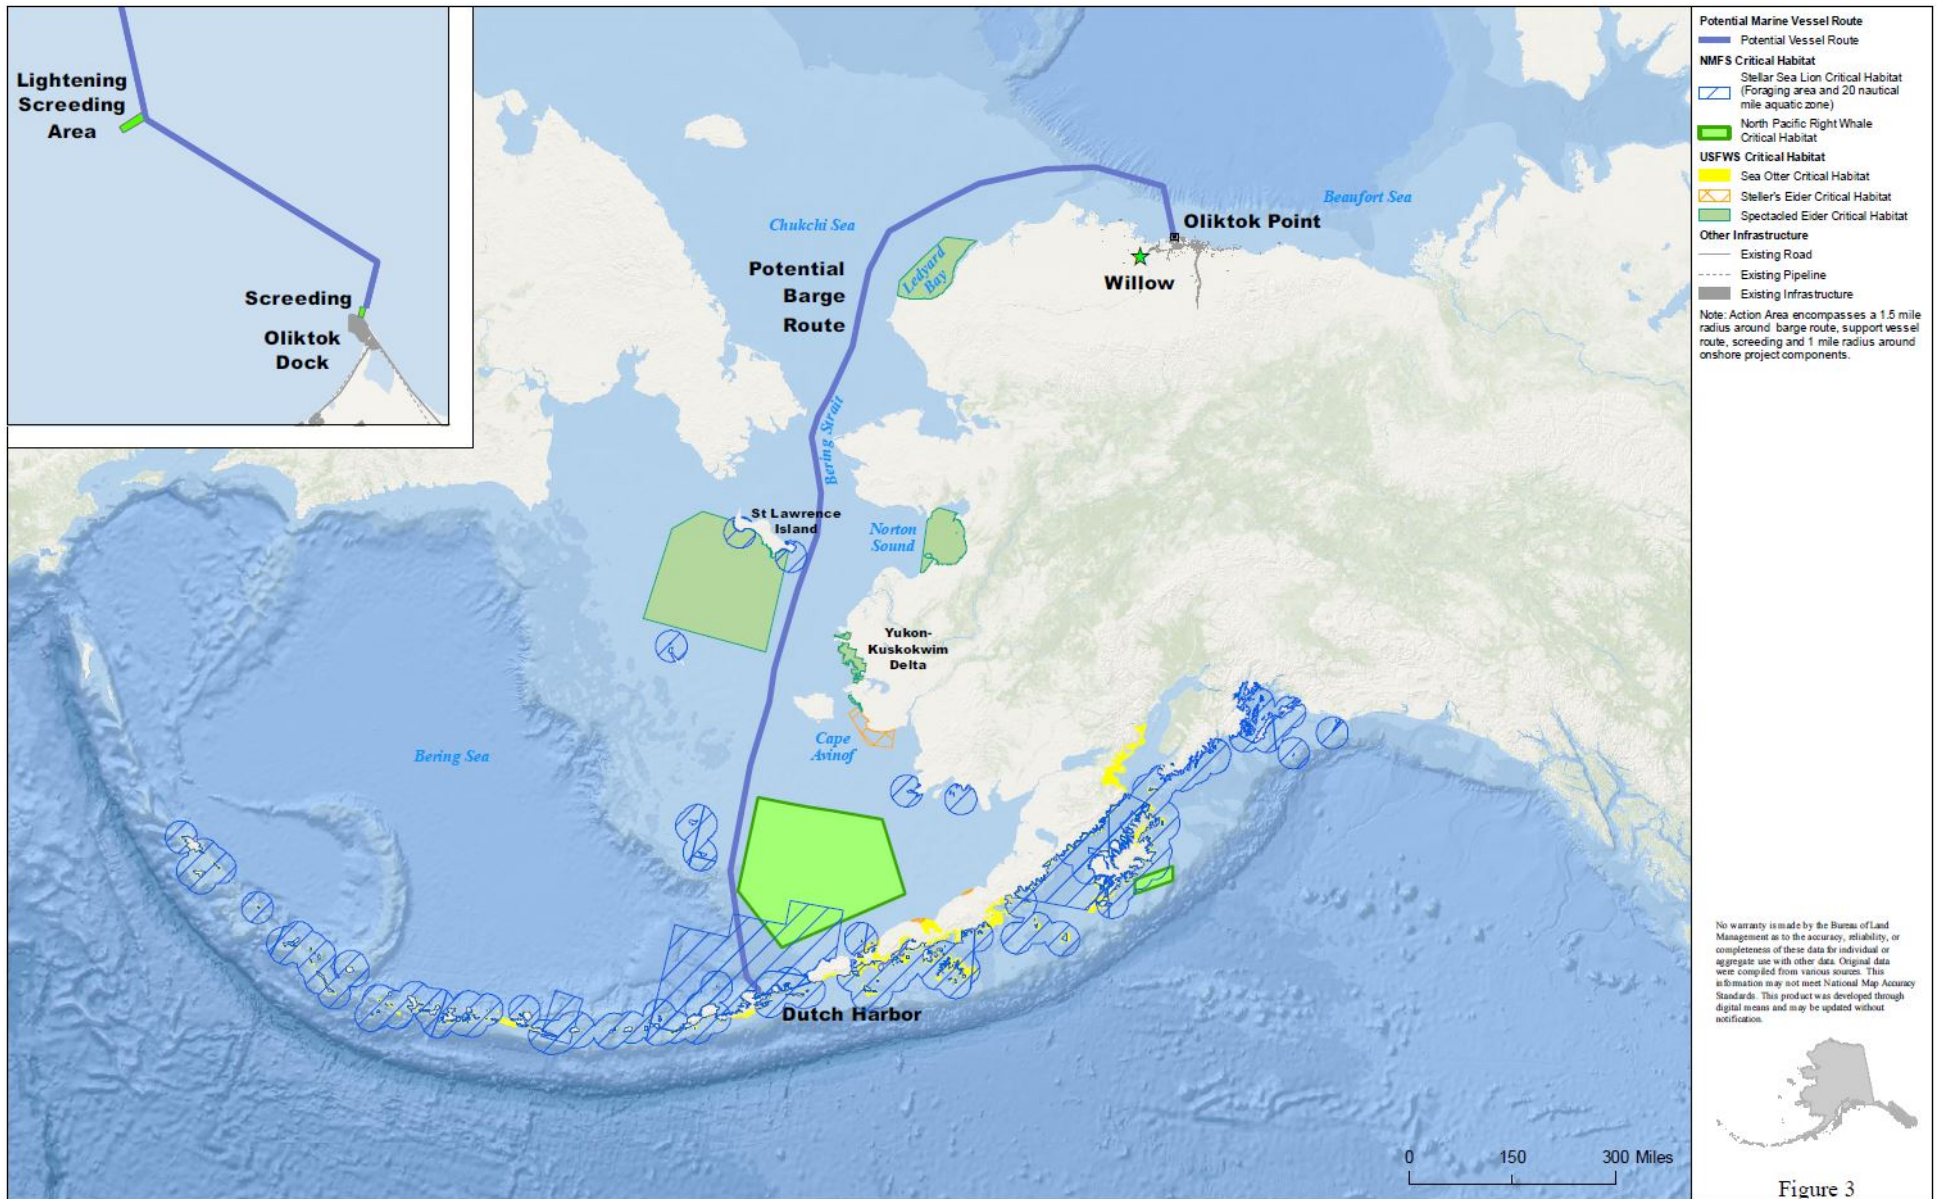 Lightening
Screeding
Area
Screeding
Oliktok
Dock
Chukchi Sea
Beaufort Sea
Oliktok Point
Willow
Potential
Barge
Route
Ledyard
Bay
Bering Strait
St Lawrence
Island
Norton
Sound
Yukon-
Kuskokwim
Delta
Cape
Avinof
Bering Sea
Dutch Harbor
0 150 300 Miles
Potential Marine Vessel Route
Potential Vessel Route
NMFS Critical Habitat
Stellar Sea Lion Critical Habitat
(Foraging area and 20 nautical
mile aquatic zone)
North Pacific Right Whale
Critical Habitat
USFWS Critical Habitat
Sea Otter Critical Habitat
Steller's Eider Critical Habitat
Spectacled Eider Critical Habitat
Other Infrastructure
Existing Road
Existing Pipeline
Existing Infrastructure
Note: Action Area encompasses a 1.5 mile
radius around barge route, support vessel
route, screeding and 1 mile radius around
onshore project components.
No warranty is made by the Bureau of Land
Management as to the accuracy, reliability, or
completeness of these data for individual or
aggregate use with other data. Original data
were compiled from various sources. This
information may not meet National Map Accuracy
Standards. This product was developed through
digital means and may be updated without
notification.
Figure 3